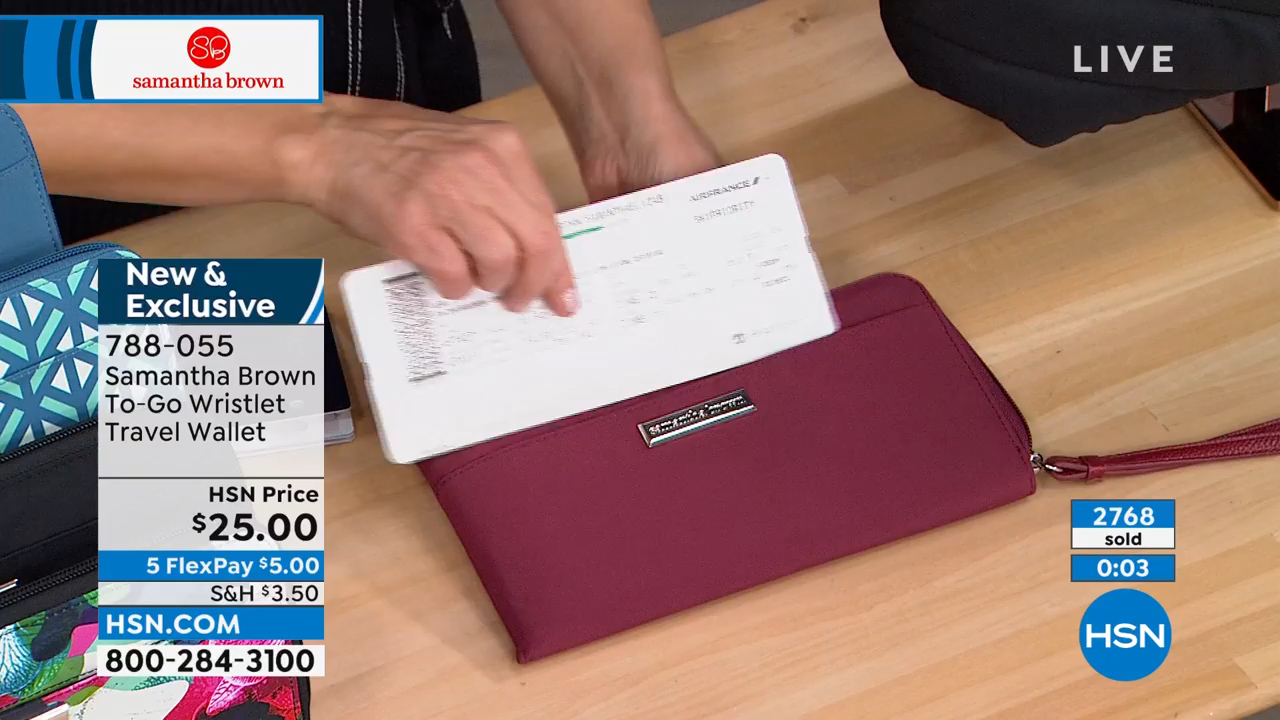 SB
samantha brown
LIVE
AIRFRANCE
New &
Exclusive
788-055
Samantha Brown
To-Go Wristlet
Travel Wallet
HSN Price
$25.00
5 FlexPay $5.00
S&H $3.50
HSN.COM
800-284-3100
2768
sold
0:03
HSN